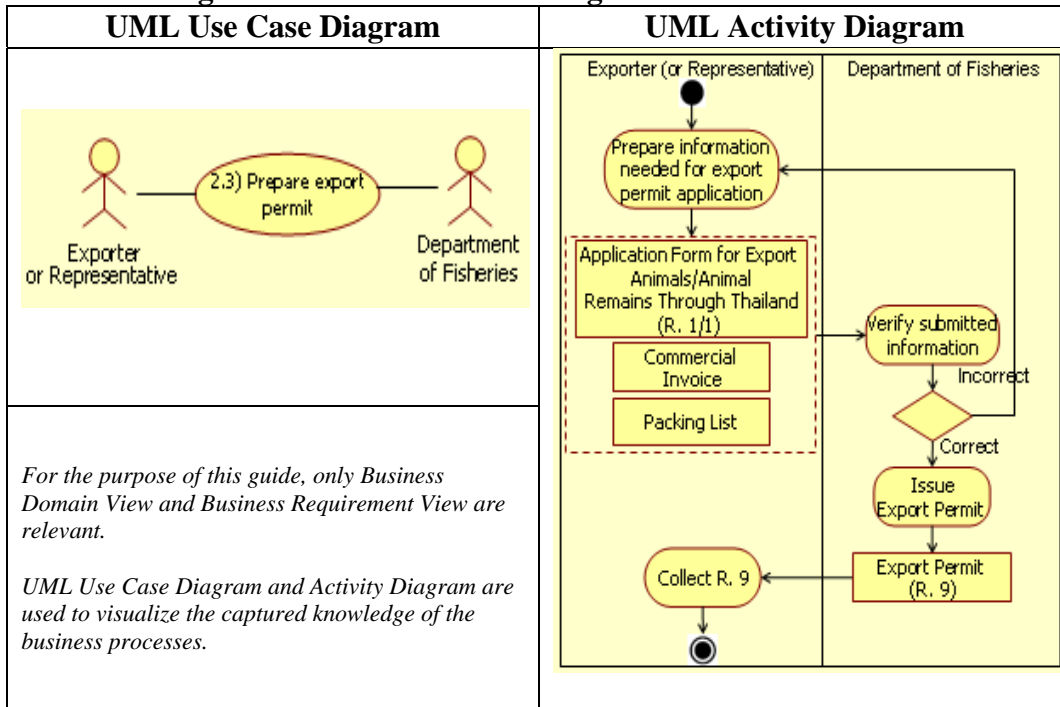 UML Use Case Diagram
UML Activity Diagram
2.3) Prepare export
permit
Exporter
or Representative
Department
of Fisheries
For the purpose of this guide, only Business
Domain View and Business Requirement View are
relevant.
UML Use Case Diagram and Activity Diagram are
used to visualize the captured knowledge of the
business processes.
Exporter (or Representative)
Department of Fisheries
Prepare information
needed for export
permit application
Application Form for Export
Animals/Animal
Remains Through Thailand
(R. 1/1)
Commercial
Invoice
Packing List
Verify submitted
information
Incorrect
Correct
Issue
Export Permit
Export Permit
(R. 9)
Collect R. 9